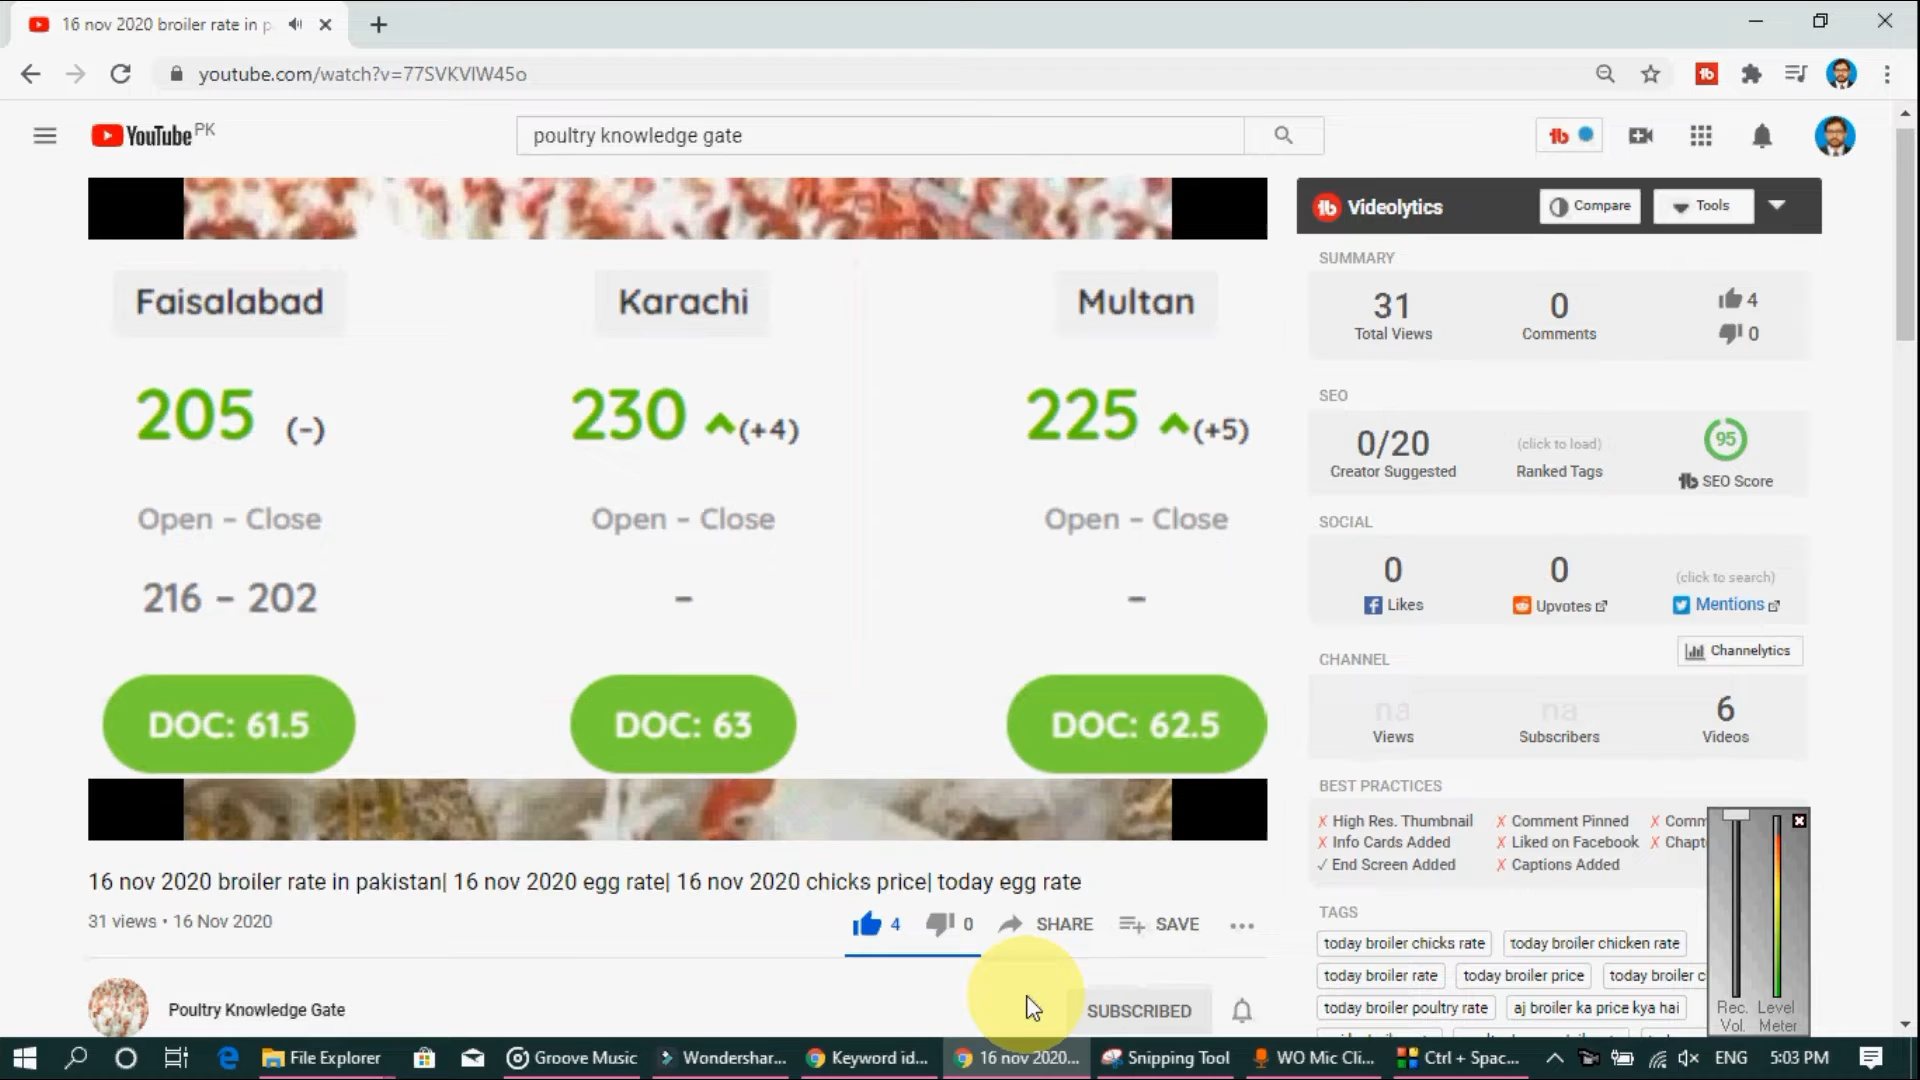 16 nov 2020 broiler rate in p
youtube.com/watch?v=77SVKVIW45o
YouTube PK
poultry knowledge gate
Faisalabad Karachi Multan
205 (-) 230 (+4) 225 (+5)
Open - Close Open - Close Open - Close
216 - 202 - -
DOC: 61.5 DOC: 63 DOC: 62.5
16 nov 2020 broiler rate in pakistan| 16 nov 2020 egg rate| 16 nov 2020 chicks price| today egg rate
31 views • 16 Nov 2020
4 0 SHARE SAVE
Poultry Knowledge Gate
SUBSCRIBED
Videolytics Compare Tools
SUMMARY
31 0 4
Total Views Comments 0
SEO
0/20 (click to load) 95
Creator Suggested Ranked Tags SEO Score
SOCIAL
0 0 (click to search)
Likes Upvotes Mentions
CHANNEL Channelytics
na na 6
Views Subscribers Videos
BEST PRACTICES
X High Res. Thumbnail X Comment Pinned X Comm
X Info Cards Added X Liked on Facebook X Chapt
✓ End Screen Added X Captions Added
TAGS
today broiler chicks rate today broiler chicken rate
today broiler rate today broiler price today broiler c
today broiler poultry rate aj broiler ka price kya hai
Rec. Level
Vol. Meter
File Explorer Groove Music Wondershar... Keyword id... 16 nov 2020... Snipping Tool WO Mic Cli... Ctrl + Spac... ENG 5:03 PM